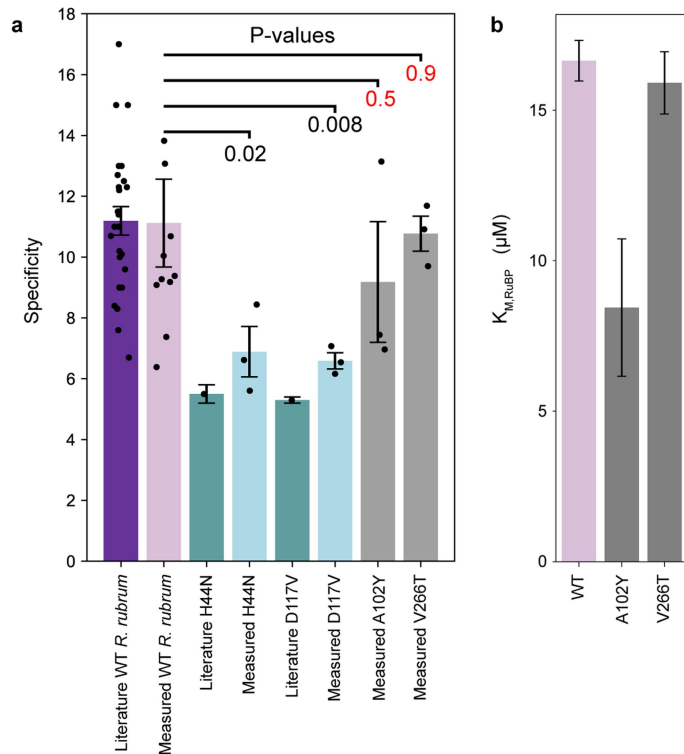 a
P-values
0.9
0.5
0.008
0.02
18
16
14
12
10
8
6
4
2
0
Specificity
Literature WT R. rubrum
Measured WT R. rubrum
Literature H44N
Measured H44N
Literature D117V
Measured D117V
Measured A102Y
Measured V266T
b
15
10
5
0
K_M,RuBP (µM)
WT
A102Y
V266T